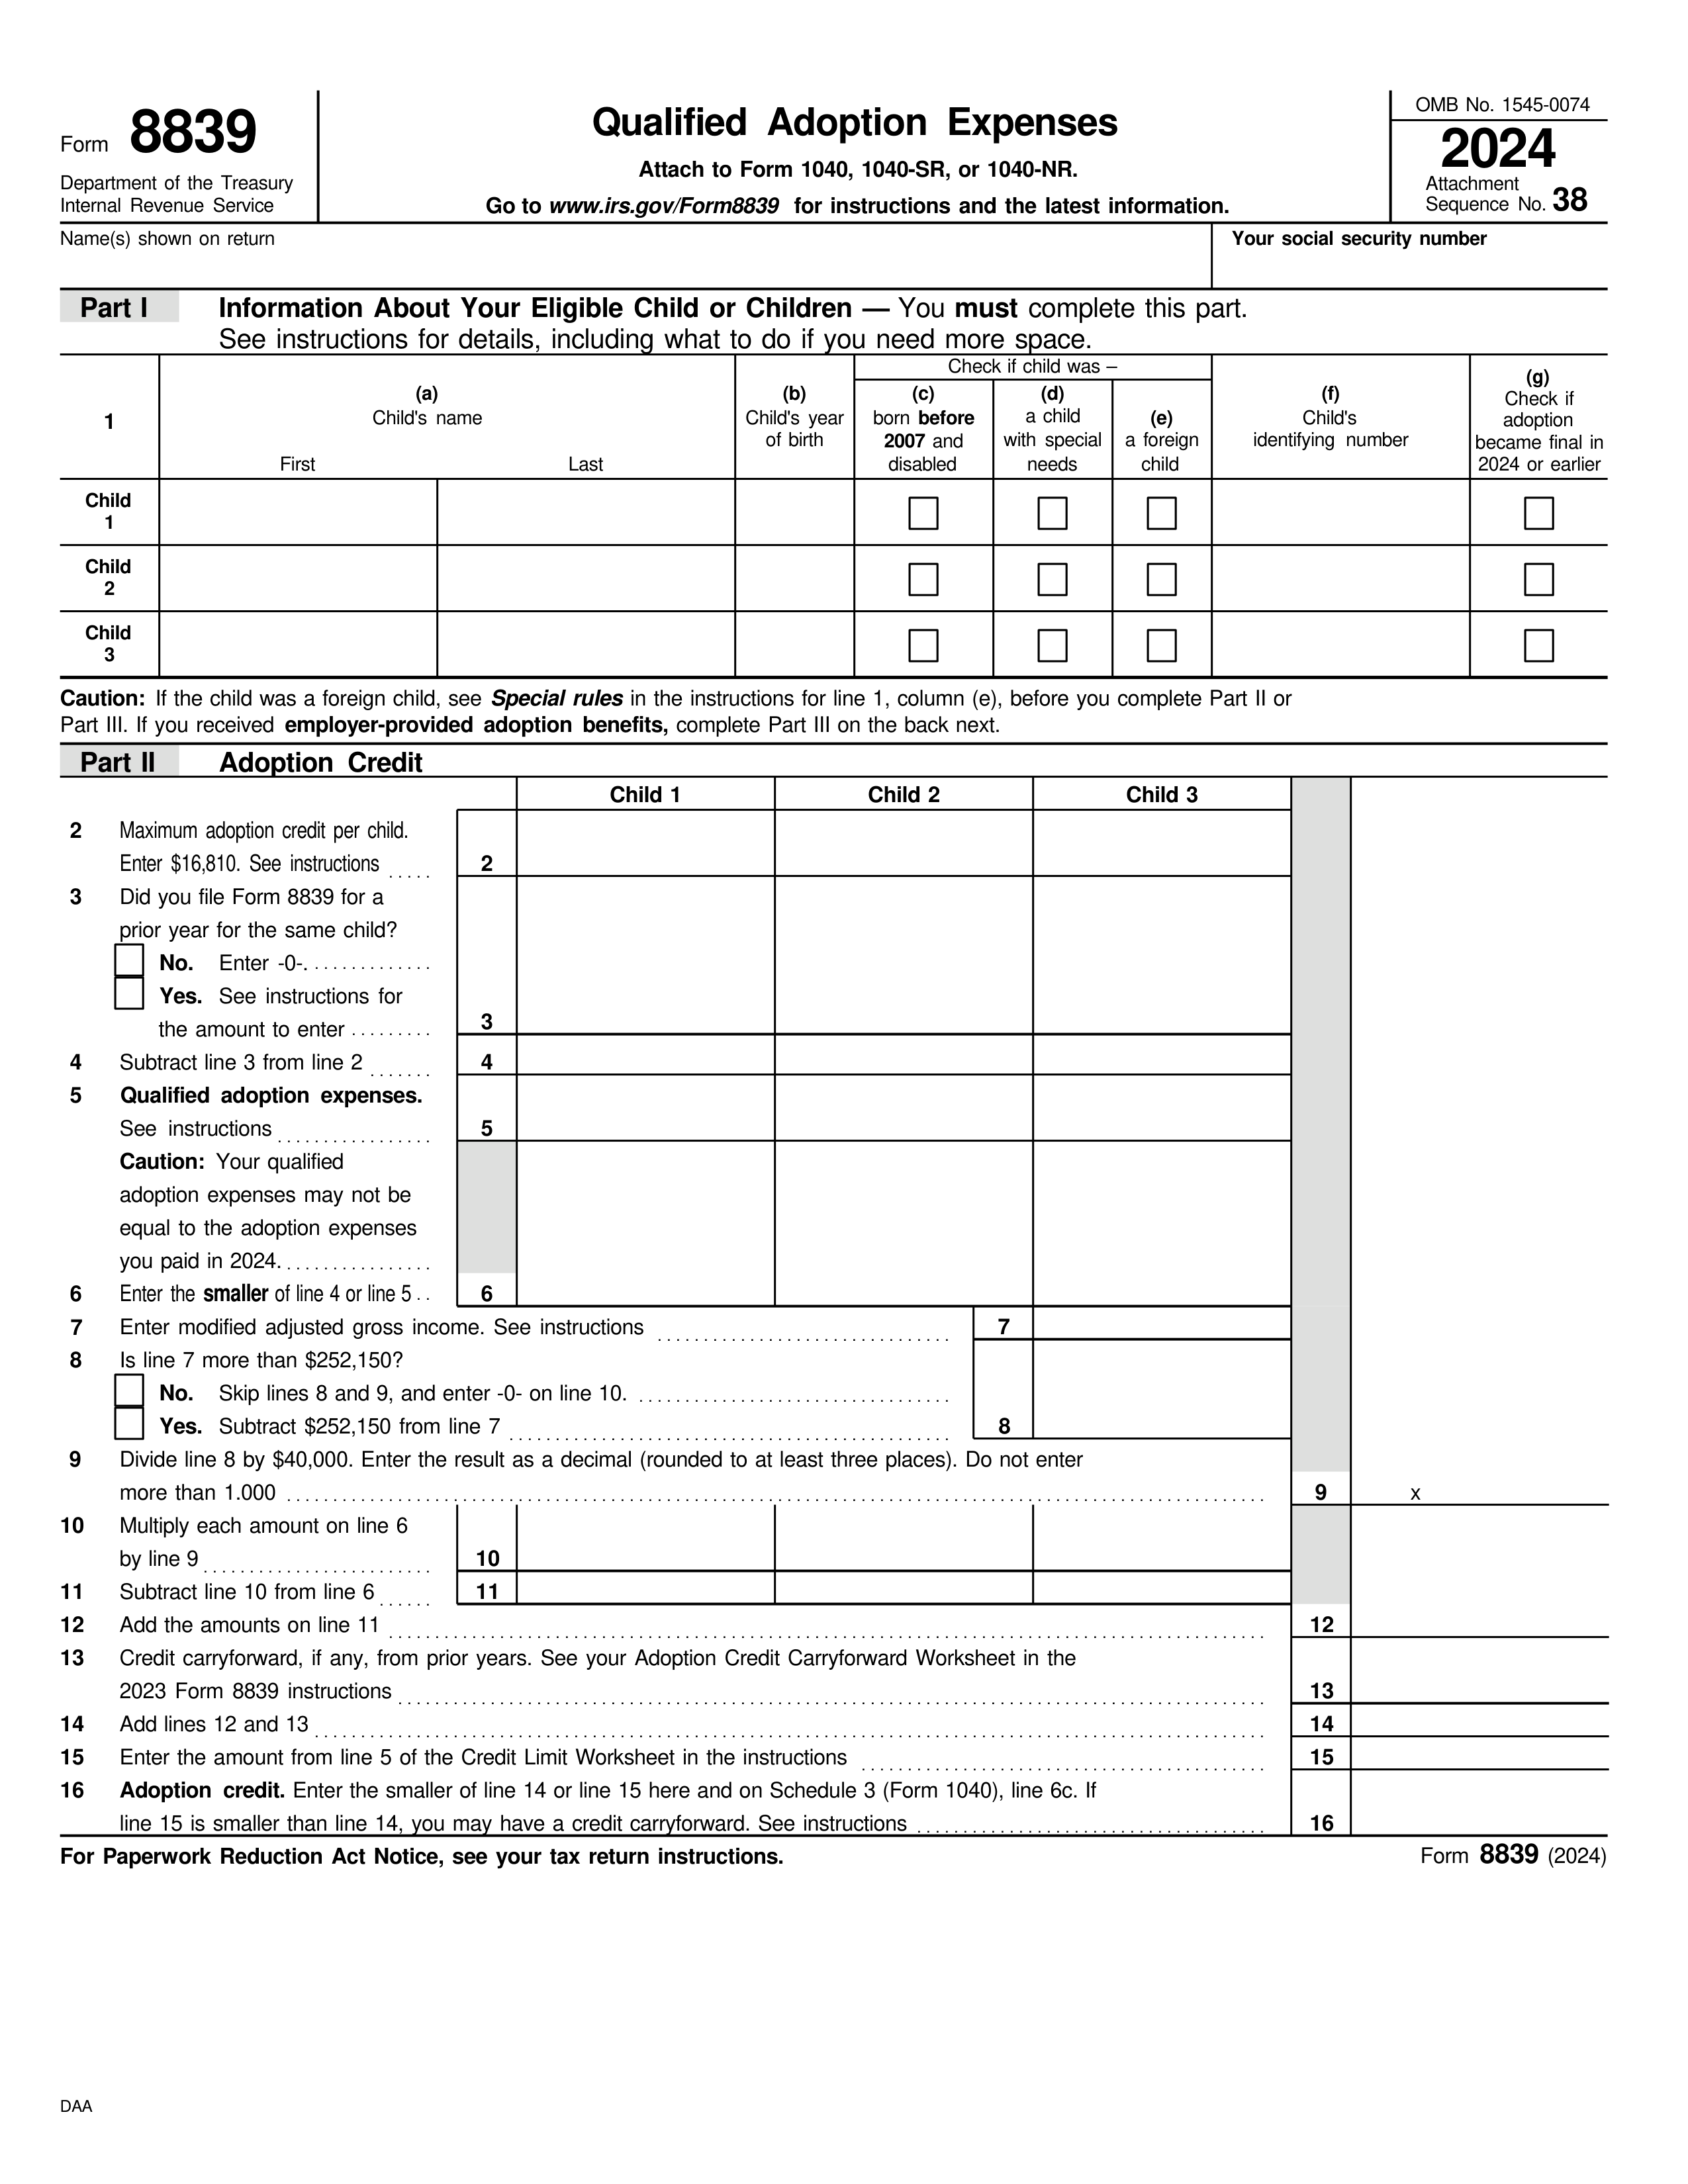 Form 8839
Department of the Treasury
Internal Revenue Service
Qualified Adoption Expenses
Attach to Form 1040, 1040-SR, or 1040-NR.
Go to www.irs.gov/Form8839 for instructions and the latest information.
OMB No. 1545-0074
2024
Attachment
Sequence No. 38
Name(s) shown on return
Your social security number
Part I Information About Your Eligible Child or Children — You must complete this part.
See instructions for details, including what to do if you need more space.
1
(a)
Child's name
First Last
(b)
Child's year
of birth
Check if child was –
(c)
born before
2007 and
disabled
(d)
a child
with special
needs
(e)
a foreign
child
(f)
Child's
identifying number
(g)
Check if
adoption
became final in
2024 or earlier
Child
1
Child
2
Child
3
Caution: If the child was a foreign child, see Special rules in the instructions for line 1, column (e), before you complete Part II or
Part III. If you received employer-provided adoption benefits, complete Part III on the back next.
Part II Adoption Credit
Child 1 Child 2 Child 3
2 Maximum adoption credit per child.
Enter $16,810. See instructions ..... 2
3 Did you file Form 8839 for a
prior year for the same child?
No. Enter -0-. .............
Yes. See instructions for
the amount to enter ......... 3
4 Subtract line 3 from line 2 ....... 4
5 Qualified adoption expenses.
See instructions ................. 5
Caution: Your qualified
adoption expenses may not be
equal to the adoption expenses
you paid in 2024. ................
6 Enter the smaller of line 4 or line 5 .. 6
7 Enter modified adjusted gross income. See instructions ................................ 7
8 Is line 7 more than $252,150?
No. Skip lines 8 and 9, and enter -0- on line 10. ..................................
Yes. Subtract $252,150 from line 7 ................................................ 8
9 Divide line 8 by $40,000. Enter the result as a decimal (rounded to at least three places). Do not enter
more than 1.000 ................................................................ 9 x
10 Multiply each amount on line 6
by line 9 ......................... 10
11 Subtract line 10 from line 6 ...... 11
12 Add the amounts on line 11 ................................................................ 12
13 Credit carryforward, if any, from prior years. See your Adoption Credit Carryforward Worksheet in the
2023 Form 8839 instructions ................................................................ 13
14 Add lines 12 and 13 ................................................................ 14
15 Enter the amount from line 5 of the Credit Limit Worksheet in the instructions ............................................ 15
16 Adoption credit. Enter the smaller of line 14 or line 15 here and on Schedule 3 (Form 1040), line 6c. If
line 15 is smaller than line 14, you may have a credit carryforward. See instructions ...................................... 16
For Paperwork Reduction Act Notice, see your tax return instructions. Form 8839 (2024)
DAA